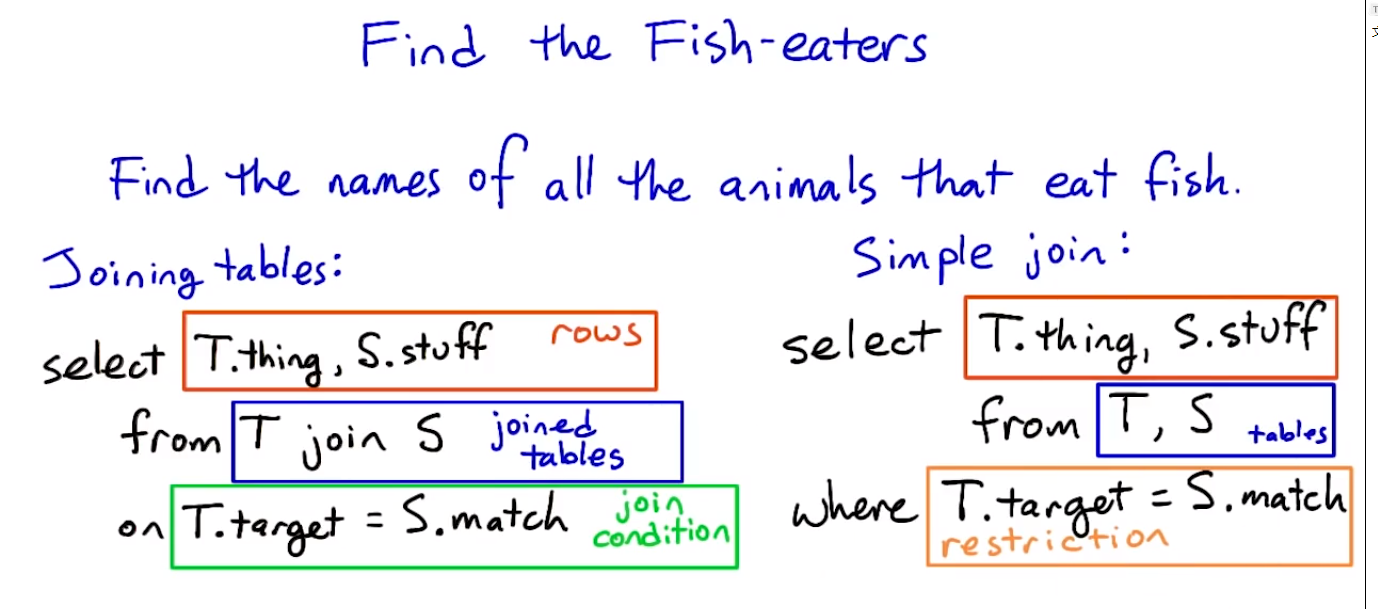 Find the Fish-eaters
Find the names of all the animals that eat fish.
Joining tables:
select T.thing, S.stuff rows
from T join S joined tables
on T.target = S.match join condition
Simple join:
select T.thing, S.stuff
from T, S tables
where T.target = S.match
restriction